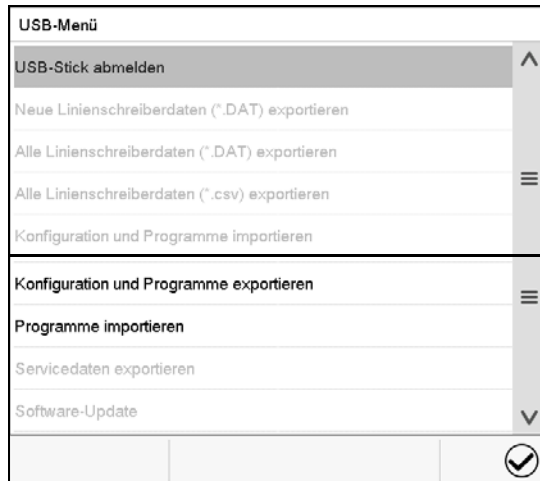 USB-Menü
USB-Stick abmelden
Neue Linienschreiberdaten (*.DAT) exportieren
Alle Linienschreiberdaten (*.DAT) exportieren
Alle Linienschreiberdaten (*.csv) exportieren
Konfiguration und Programme importieren
Konfiguration und Programme exportieren
Programme importieren
Servicedaten exportieren
Software-Update